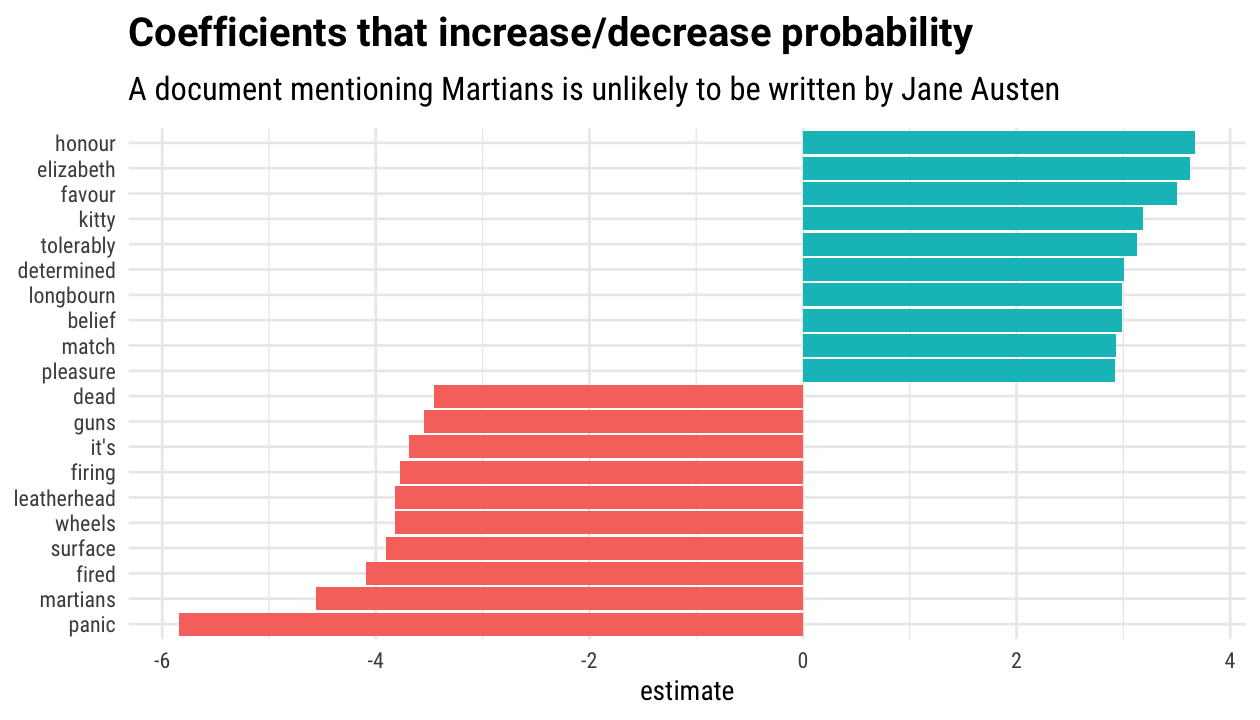 Coefficients that increase/decrease probability
A document mentioning Martians is unlikely to be written by Jane Austen
honour
elizabeth
favour
kitty
tolerably
determined
longbourn
belief
match
pleasure
dead
guns
it's
firing
leatherhead
wheels
surface
fired
martians
panic
-6 -4 -2 0 2 4
estimate